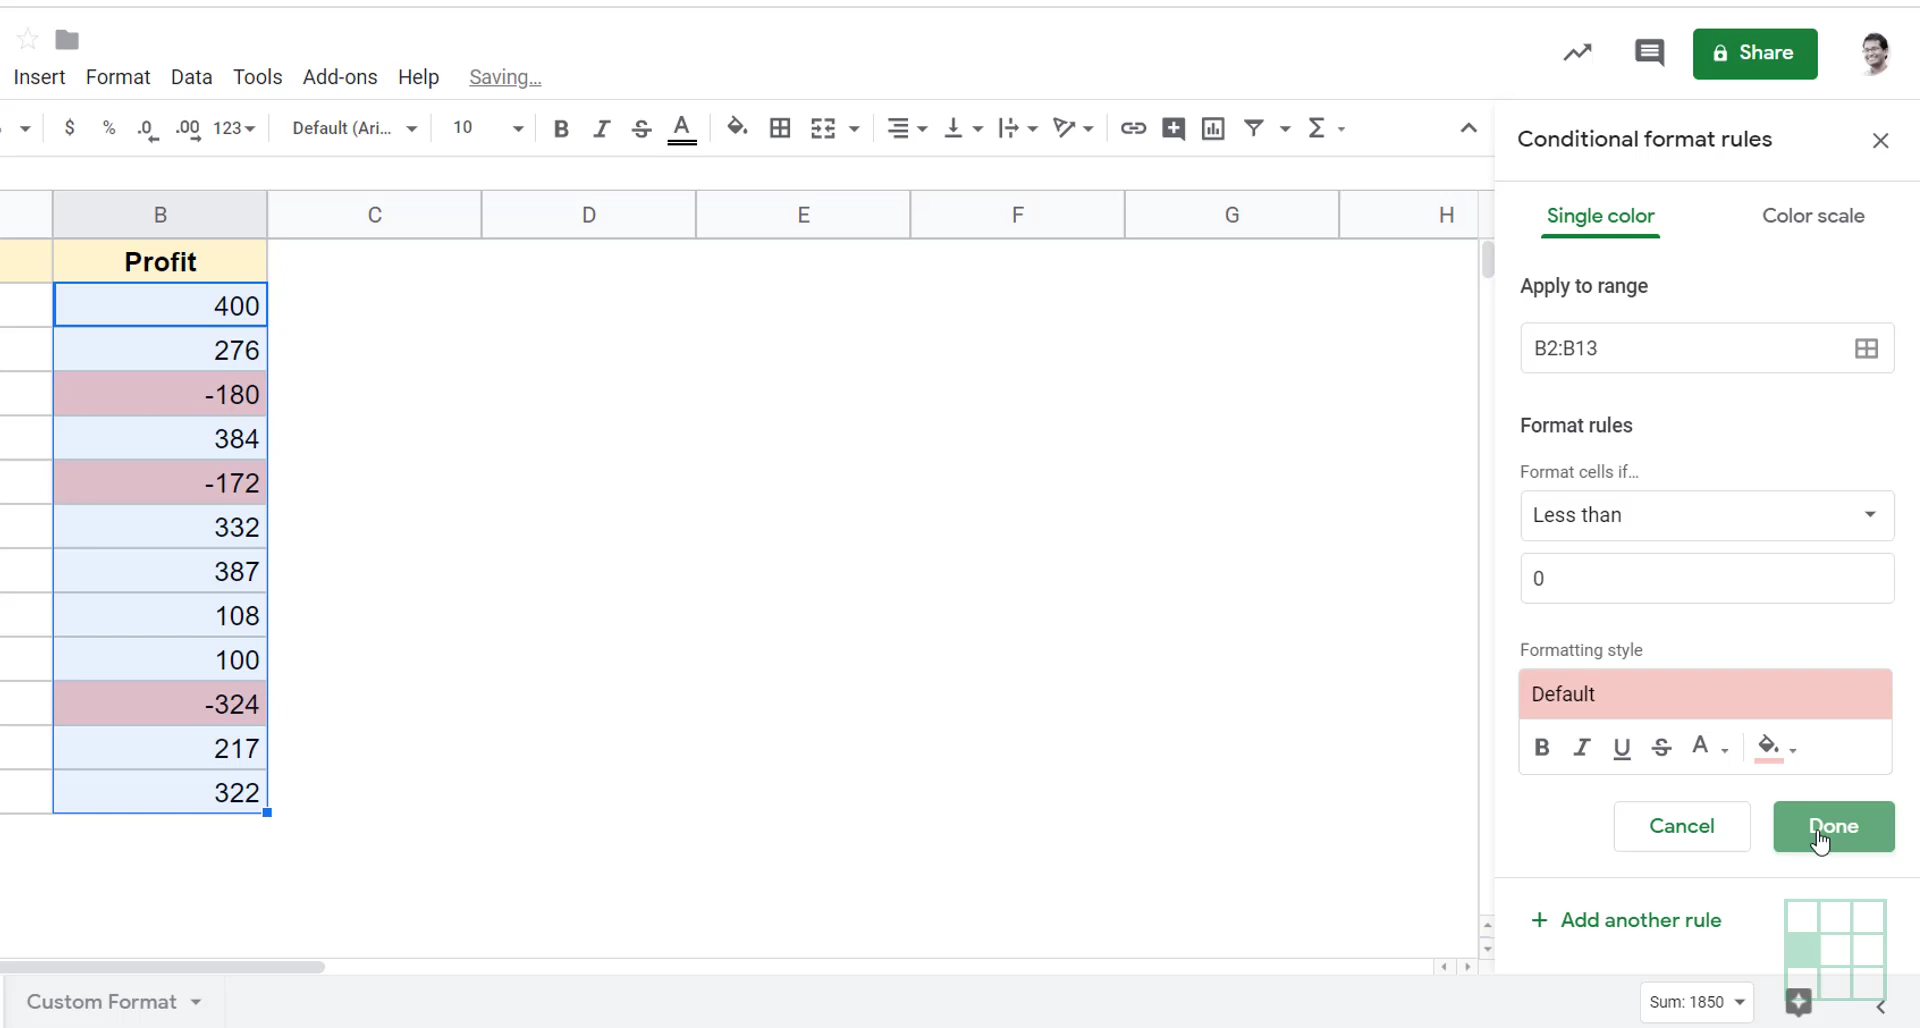 Insert Format Data Tools Add-ons Help Saving...
Share
$ % .0 .00 123 Default (Ari... 10 B I S A Σ
B C D E F G H
Profit
400
276
-180
384
-172
332
387
108
100
-324
217
322
Conditional format rules
Single color Color scale
Apply to range
B2:B13
Format rules
Format cells if...
Less than
0
Formatting style
Default
B I U S A
Cancel Done
+ Add another rule
Custom Format
Sum: 1850